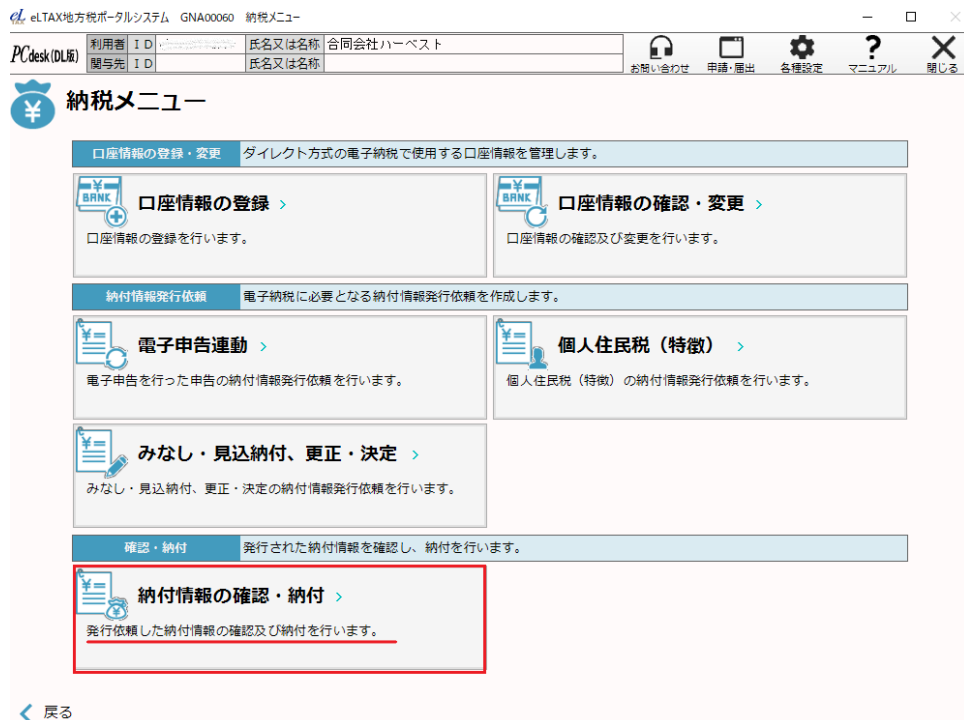 eLTAX eLTAX地方税ポータルシステム GNA00060 納税メニュー
PCdesk(DL版)
利用者 ID 氏名又は名称 合同会社ハーベスト
関与先 ID 氏名又は名称
お問い合わせ 申請・届出 各種設定 ? マニュアル 閉じる
¥ 納税メニュー
口座情報の登録・変更 ダイレクト方式の電子納税で使用する口座情報を管理します。
¥ BANK 口座情報の登録 >
口座情報の登録を行います。
¥ BANK 口座情報の確認・変更 >
口座情報の確認及び変更を行います。
納付情報発行依頼 電子納税に必要となる納付情報発行依頼を作成します。
¥ 電子申告連動 >
電子申告を行った申告の納付情報発行依頼を行います。
¥ 個人住民税（特徴） >
個人住民税（特徴）の納付情報発行依頼を行います。
¥ みなし・見込納付、更正・決定 >
みなし・見込納付、更正・決定の納付情報発行依頼を行います。
確認・納付 発行された納付情報を確認し、納付を行います。
¥ 納付情報の確認・納付 >
発行依頼した納付情報の確認及び納付を行います。
戻る